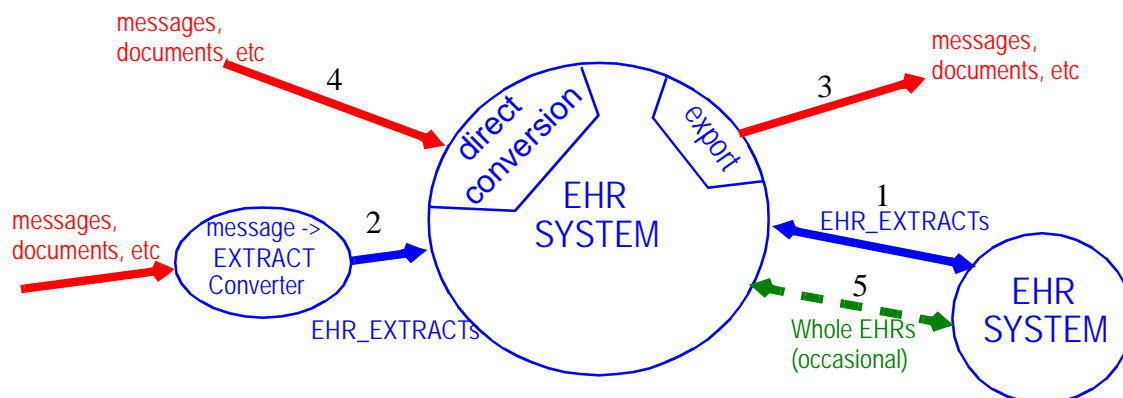 messages,
documents, etc
4
direct
conversion
export
3
messages,
documents, etc
EHR
SYSTEM
messages,
documents, etc
message ->
EXTRACT
Converter
2
EHR_EXTRACTs
1
EHR_EXTRACTs
5
Whole EHRs
(occasional)
EHR
SYSTEM